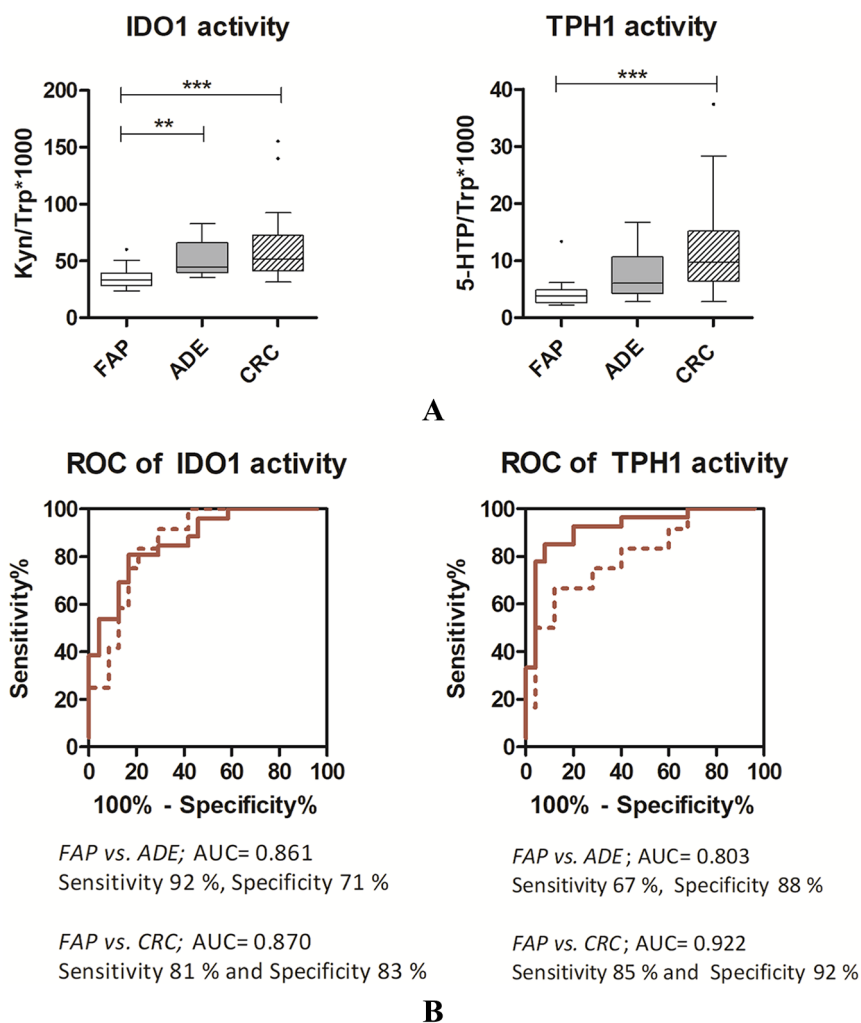 IDO1 activity
TPH1 activity
***
**
200
150
100
50
0
Kyn/Trp*1000
FAP
ADE
CRC
***
40
30
20
10
0
5-HTP/Trp*1000
FAP
ADE
CRC
A
ROC of IDO1 activity
ROC of TPH1 activity
100
80
60
40
20
0
Sensitivity%
0 20 40 60 80 100
100% - Specificity%
100
80
60
40
20
0
Sensitivity%
0 20 40 60 80 100
100% - Specificity%
FAP vs. ADE; AUC= 0.861
Sensitivity 92 %, Specificity 71 %
FAP vs. CRC; AUC= 0.870
Sensitivity 81 % and Specificity 83 %
FAP vs. ADE ; AUC= 0.803
Sensitivity 67 %, Specificity 88 %
FAP vs. CRC ; AUC= 0.922
Sensitivity 85 % and Specificity 92 %
B